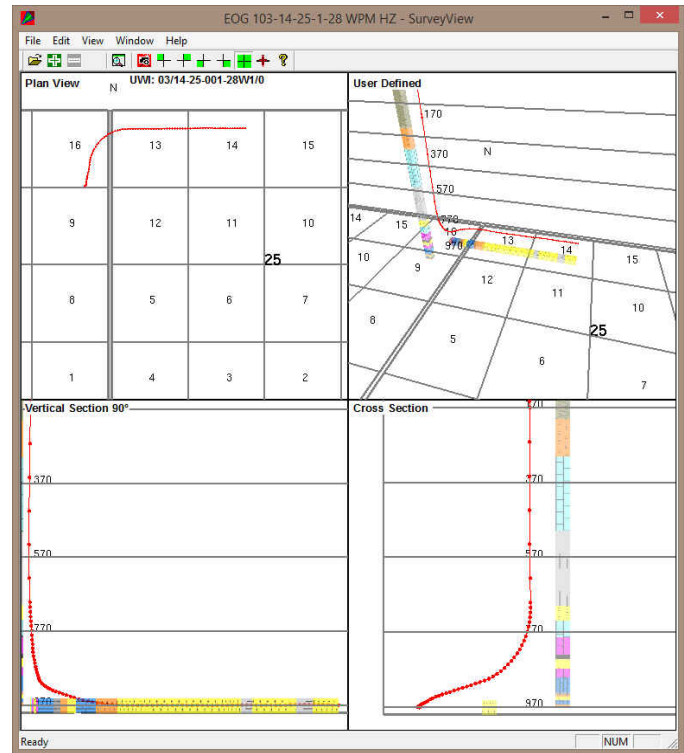 EOG 103-14-25-1-28 WPM HZ - SurveyView
File Edit View Window Help
Plan View
N
UWI: 03/14-25-001-28W1/0
16 13 14 15
9 12 11 10
25
8 5 6 7
1 4 3 2
User Defined
170
N
370
570
770
14 15 16 13
970
14
15
10 9 12 11 10
8 5 25
6 7
Vertical Section 90°
370
570
770
970
Cross Section
170
370
570
770
970
Ready
NUM